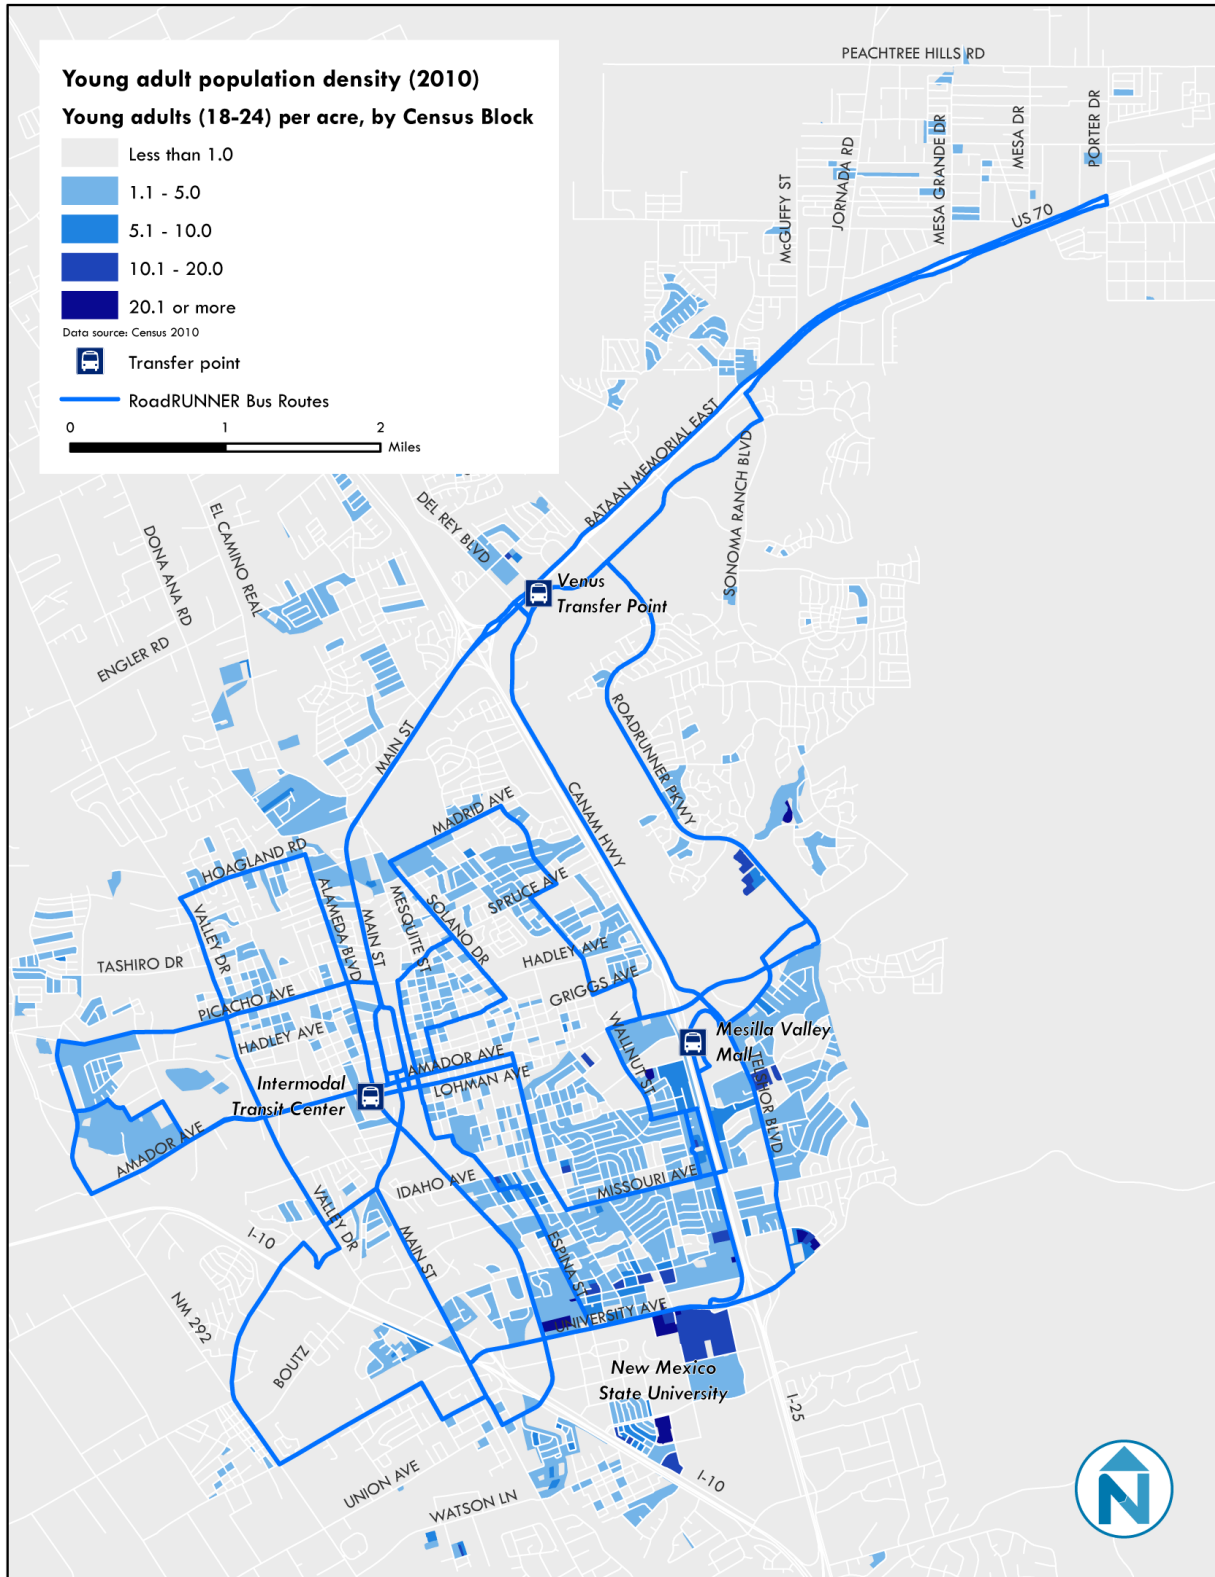 Young adult population density (2010)
Young adults (18-24) per acre, by Census Block
Less than 1.0
1.1 - 5.0
5.1 - 10.0
10.1 - 20.0
20.1 or more
Data source: Census 2010
Transfer point
RoadRUNNER Bus Routes
0 1 2
Miles
PEACHTREE HILLS RD
PORTER DR
MESA DR
MESA GRANDE DR
JORNADA RD
McGUFFY ST
US 70
BATAAN MEMORIAL EAST
SONOMA RANCH BLVD
DEL REY BLVD
EL CAMINO REAL
DONA ANA RD
ENGLER RD
Venus
Transfer Point
ROADRUNNER PKWY
MAIN ST
CANAM HWY
MADRID AVE
HOAGLAND RD
SPRUCE AVE
ALAMEDA BLVD
MAIN ST
MESQUITE ST
SOLANO DR
VALLEY DR
TASHIRO DR
HADLEY AVE
GRIGGS AVE
PICACHO AVE
HADLEY AVE
WALLNUT ST
Mesilla Valley
Mall
TELSHOR BLVD
AMADOR AVE
LOHMAN AVE
Intermodal
Transit Center
AMADOR AVE
IDAHO AVE
MISSOURI AVE
VALLEY DR
MAIN ST
ESPINA ST
I-10
NM 292
BOUTZ
UNIVERSITY AVE
New Mexico
State University
I-25
I-10
UNION AVE
WATSON LN
N